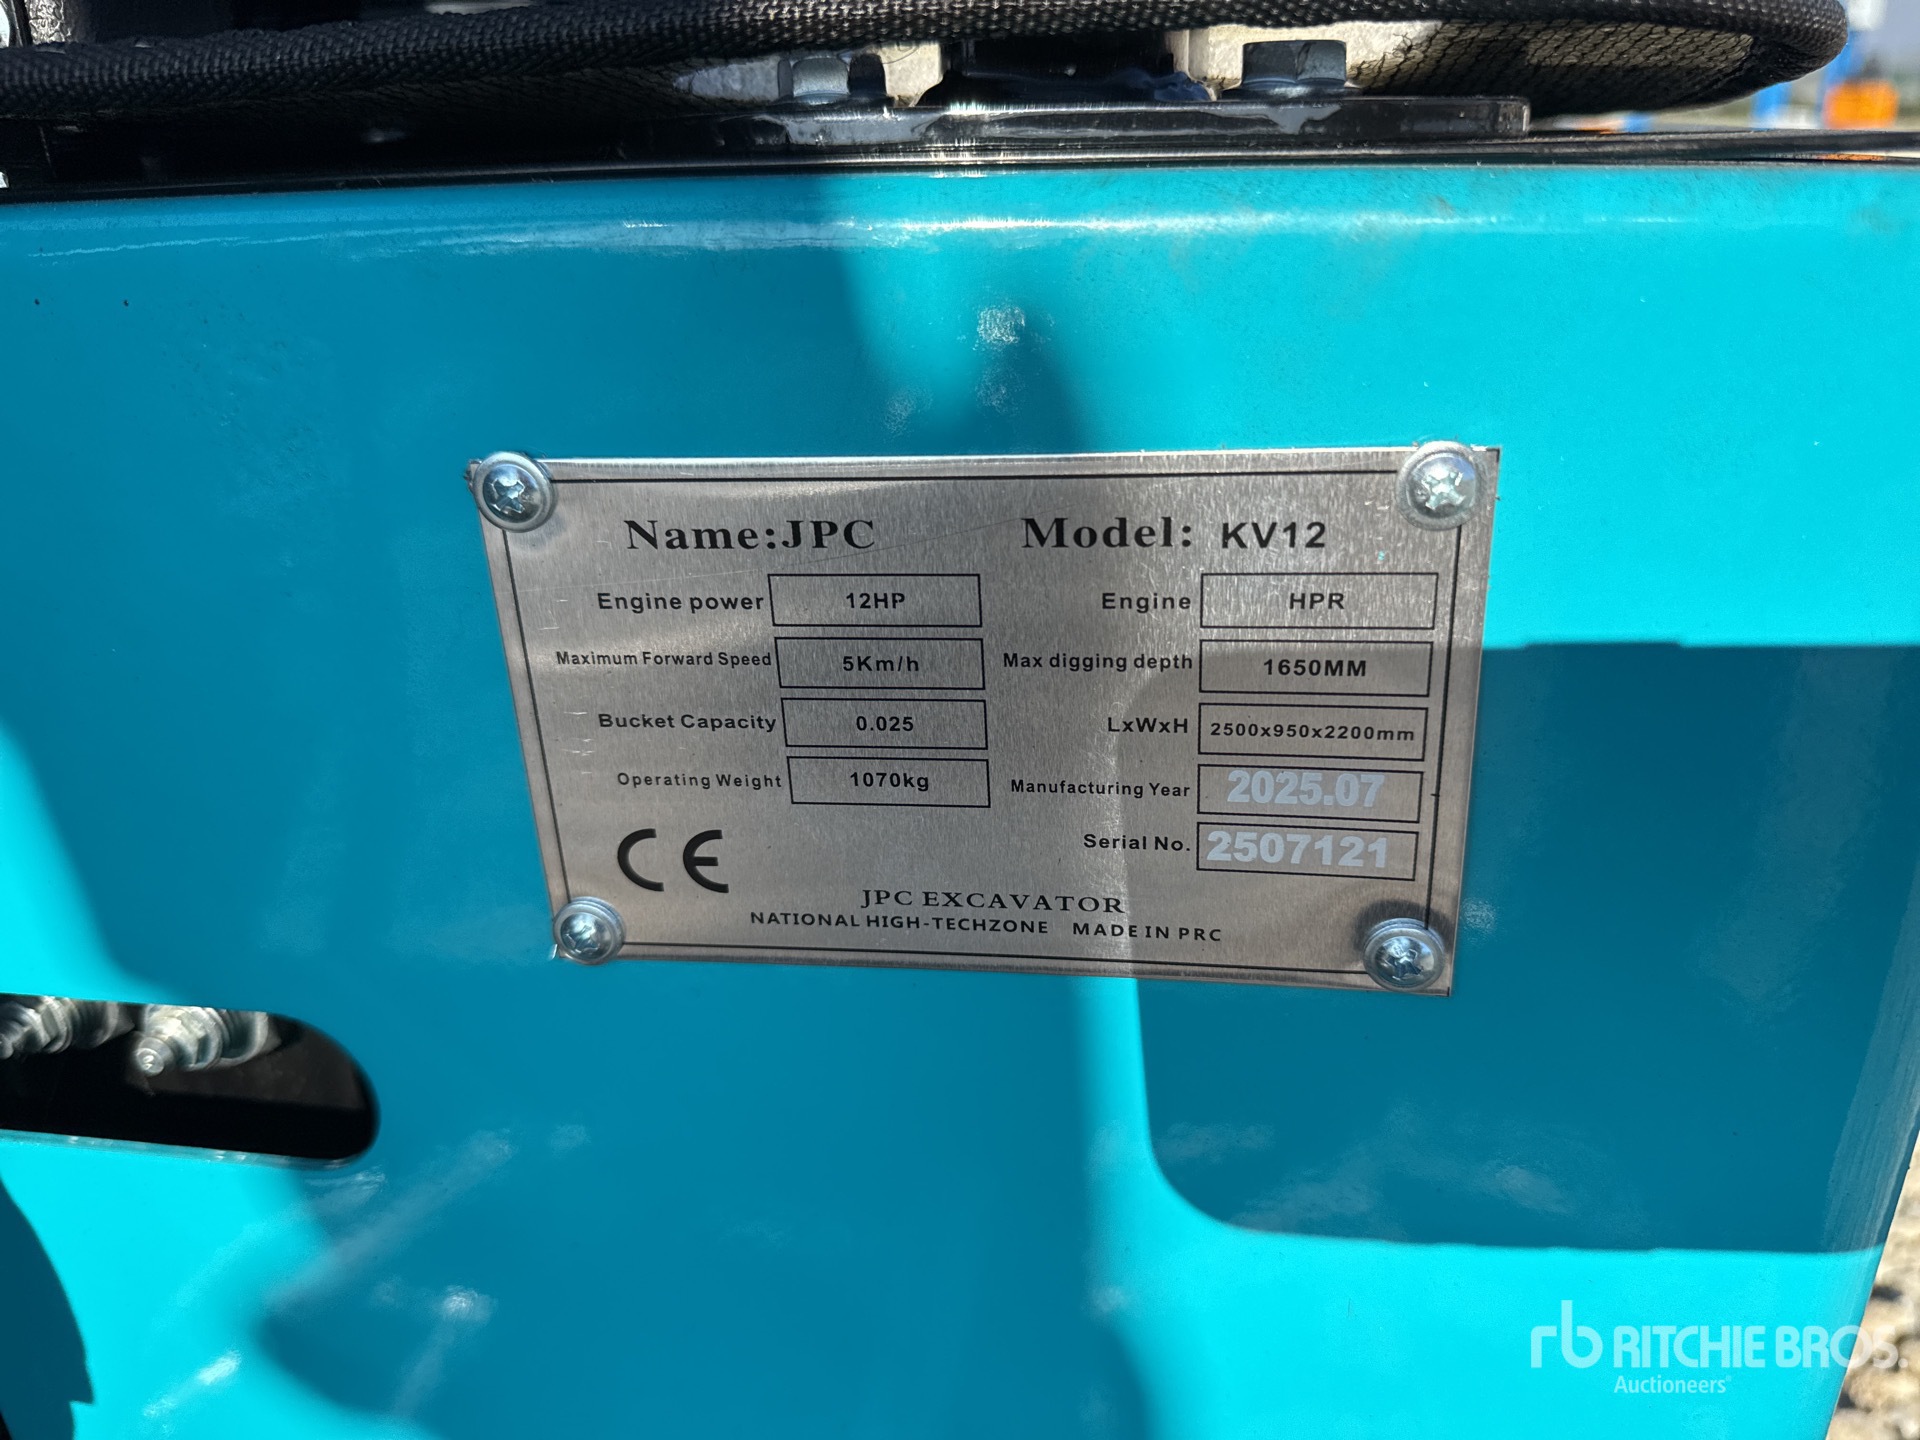 Name:JPC Model: KV12
Engine power 12HP Engine HPR
Maximum Forward Speed 5Km/h Max digging depth 1650MM
Bucket Capacity 0.025 LxWxH 2500x950x2200mm
Operating Weight 1070kg Manufacturing Year 2025.07
Serial No. 2507121
CE
JPC EXCAVATOR
NATIONAL HIGH-TECHZONE MADE IN PRC
rb RITCHIE BROS.
Auctioneers